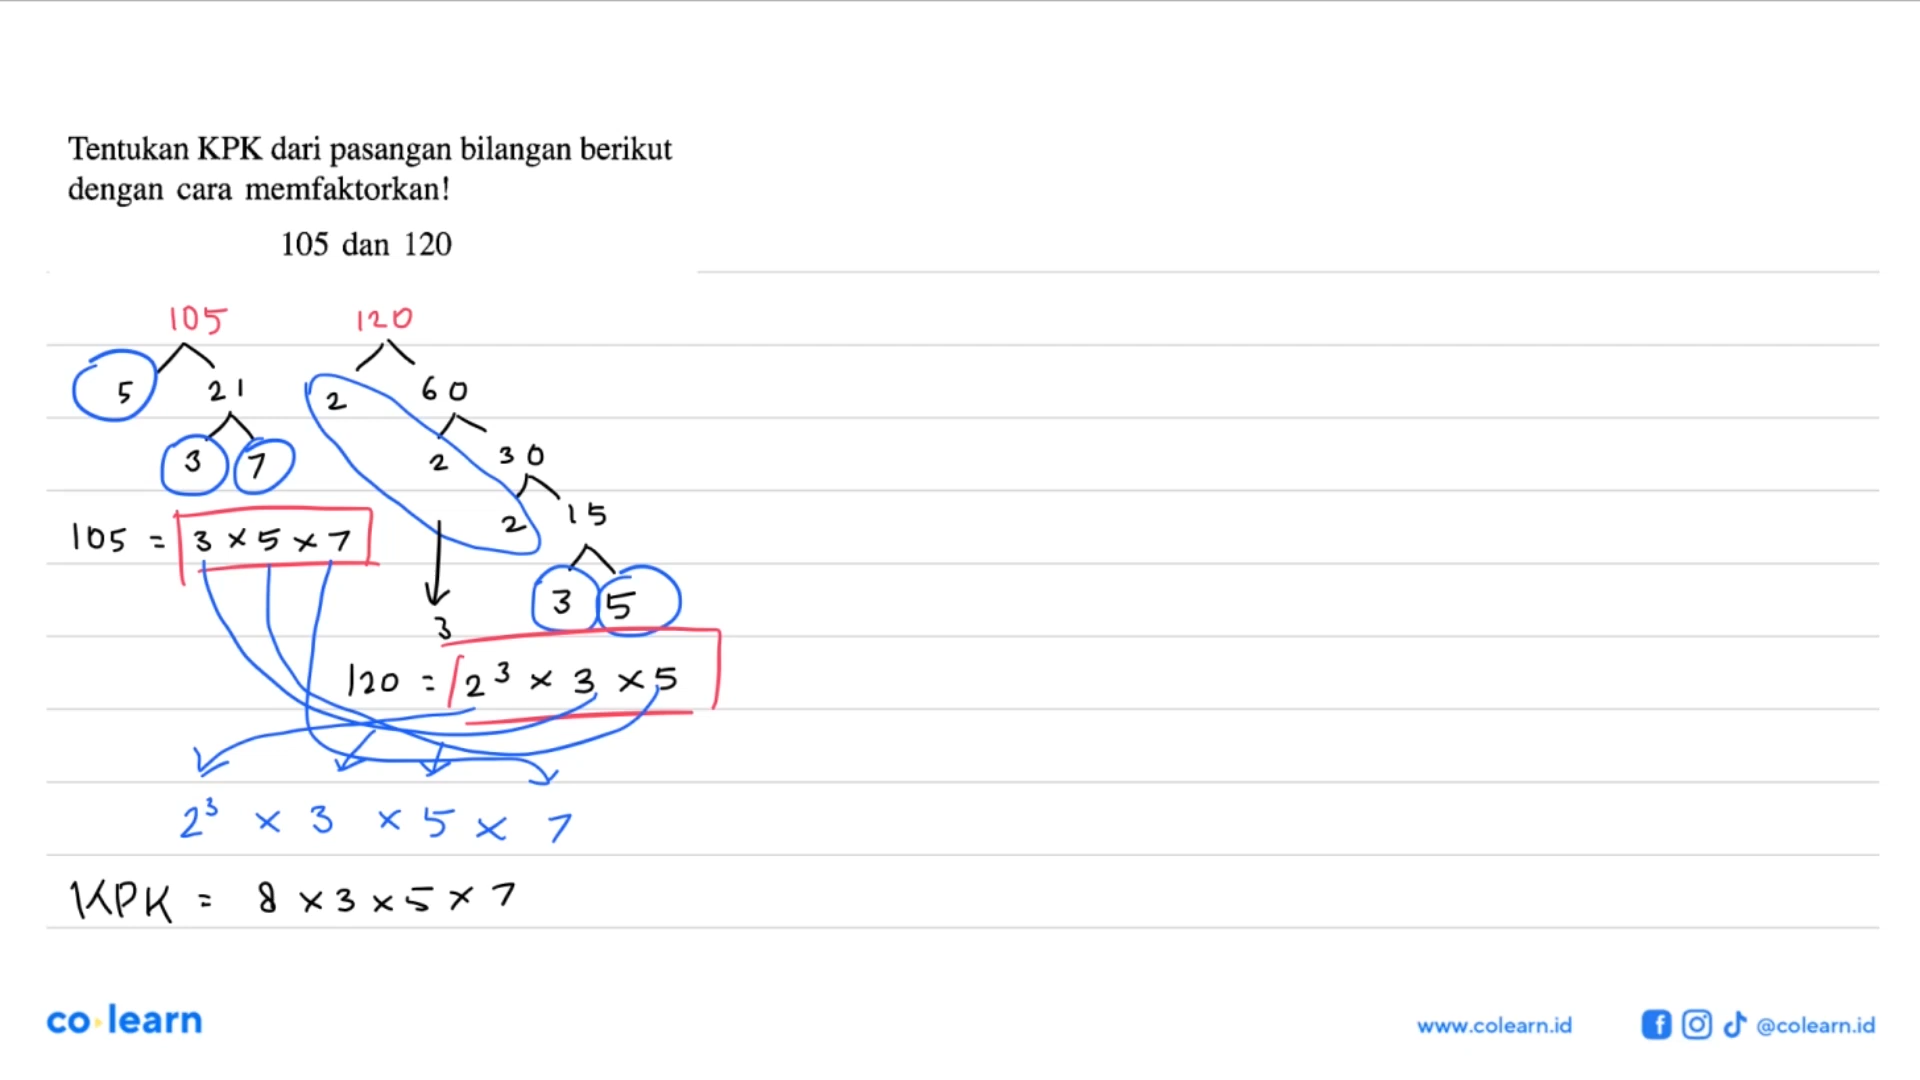 Tentukan KPK dari pasangan bilangan berikut
dengan cara memfaktorkan!
105 dan 120
105 120
5 21 2 60
3 7 2 30
2 15
105 = 3 × 5 × 7
3 5
3
120 = 2³ × 3 × 5
2³ × 3 × 5 × 7
KPK = 8 × 3 × 5 × 7
co learn
www.colearn.id @colearn.id